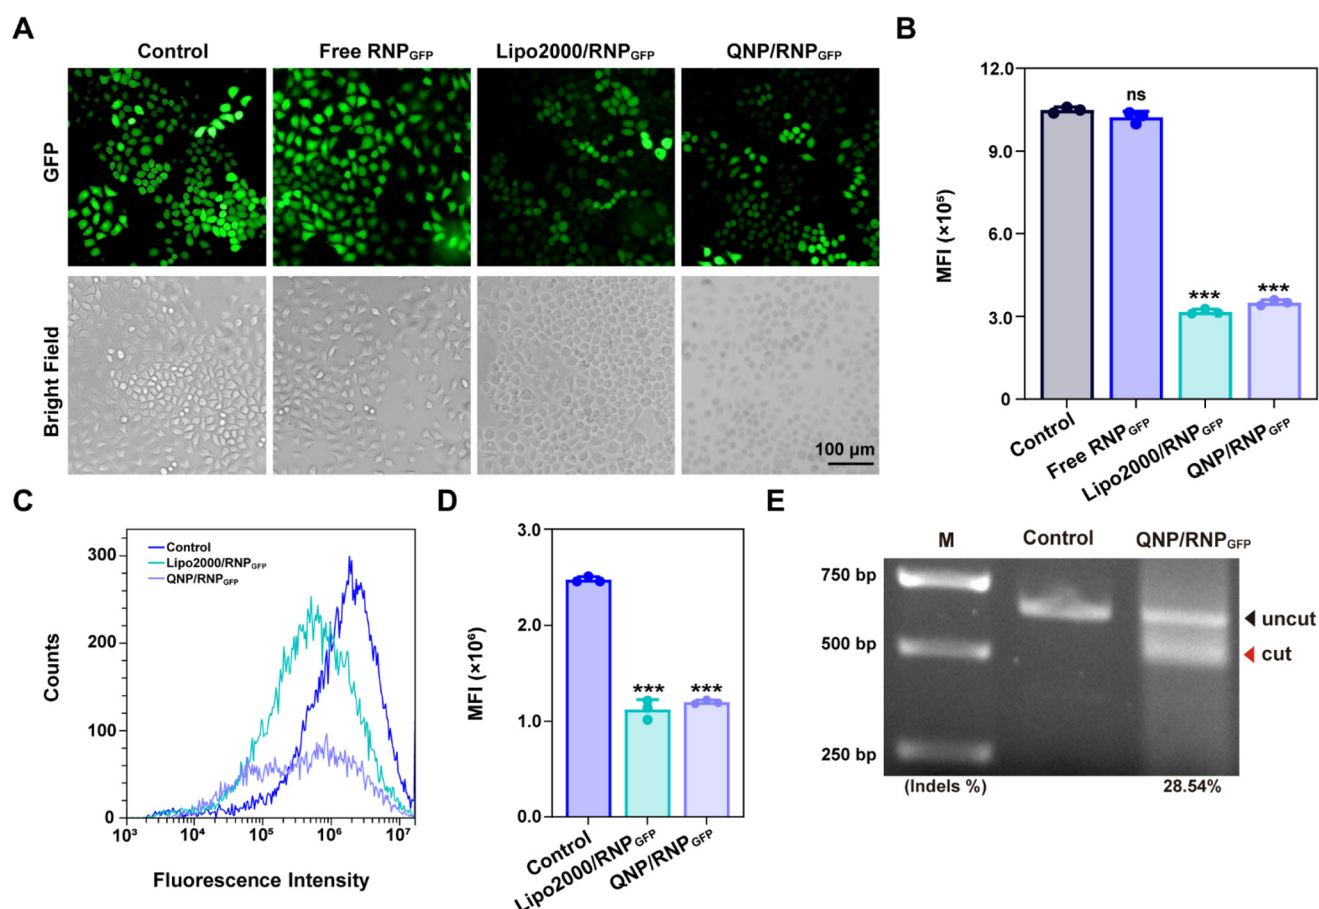 A
Control
Free RNPGFP
Lipo2000/RNPGFP
QNP/RNPGFP
GFP
Bright Field
100 μm
B
MFI (×10⁵)
12.0
9.0
6.0
3.0
0
ns
***
***
Control
Free RNPGFP
Lipo2000/RNPGFP
QNP/RNPGFP
C
Counts
300
200
100
0
Control
Lipo2000/RNPGFP
QNP/RNPGFP
10³ 10⁴ 10⁵ 10⁶ 10⁷
Fluorescence Intensity
D
MFI (×10⁶)
3.0
2.0
1.0
0.0
***
***
Control
Lipo2000/RNPGFP
QNP/RNPGFP
E
M
Control
QNP/RNPGFP
750 bp
500 bp
250 bp
uncut
cut
(Indels %)
28.54%